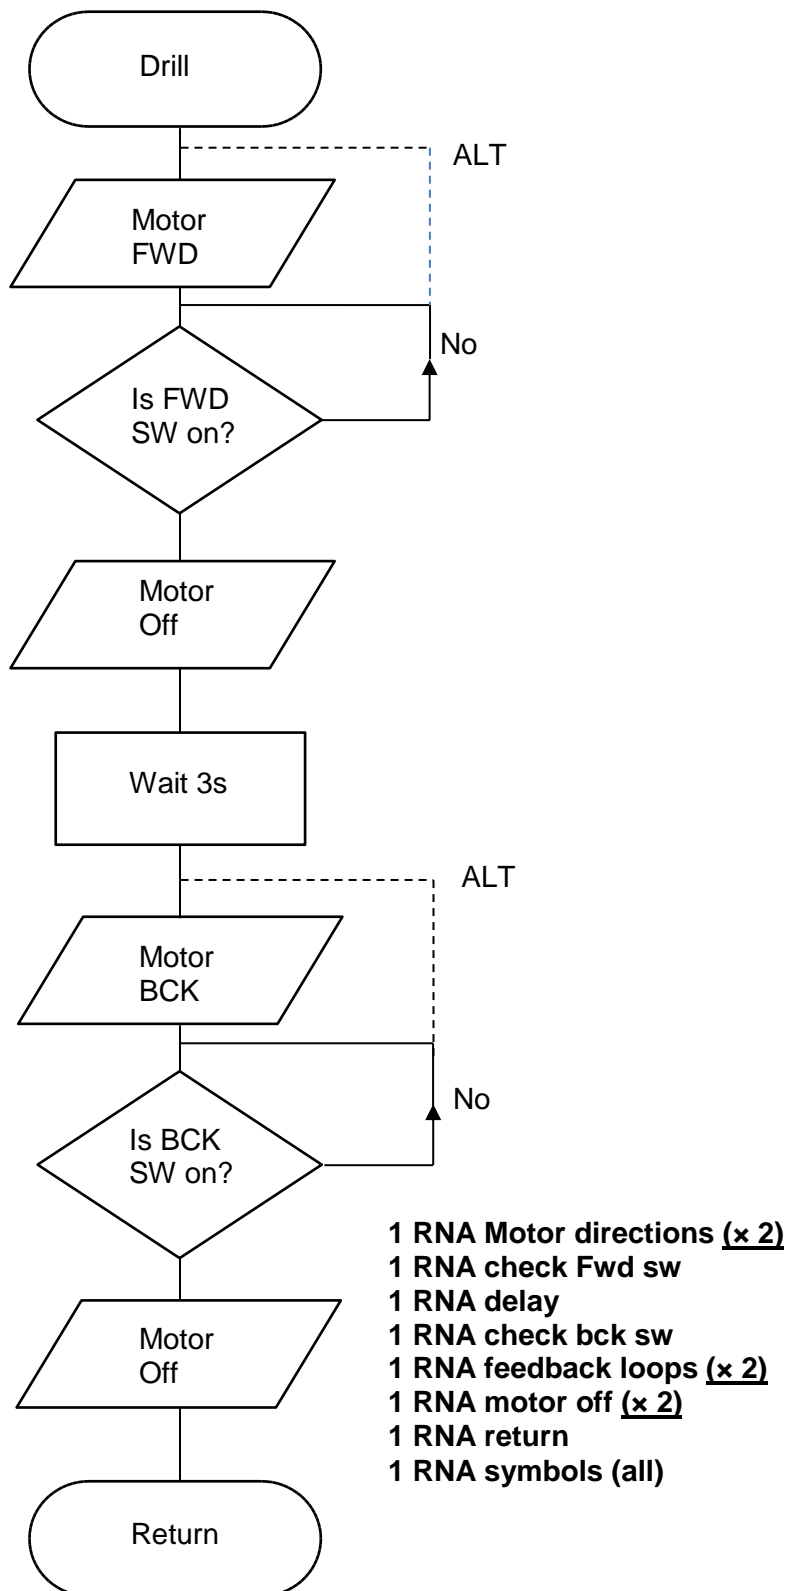 Drill
ALT
Motor
FWD
No
Is FWD
SW on?
Motor
Off
Wait 3s
ALT
Motor
BCK
No
Is BCK
SW on?
1 RNA Motor directions (× 2)
1 RNA check Fwd sw
1 RNA delay
1 RNA check bck sw
1 RNA feedback loops (× 2)
1 RNA motor off (× 2)
1 RNA return
1 RNA symbols (all)
Motor
Off
Return